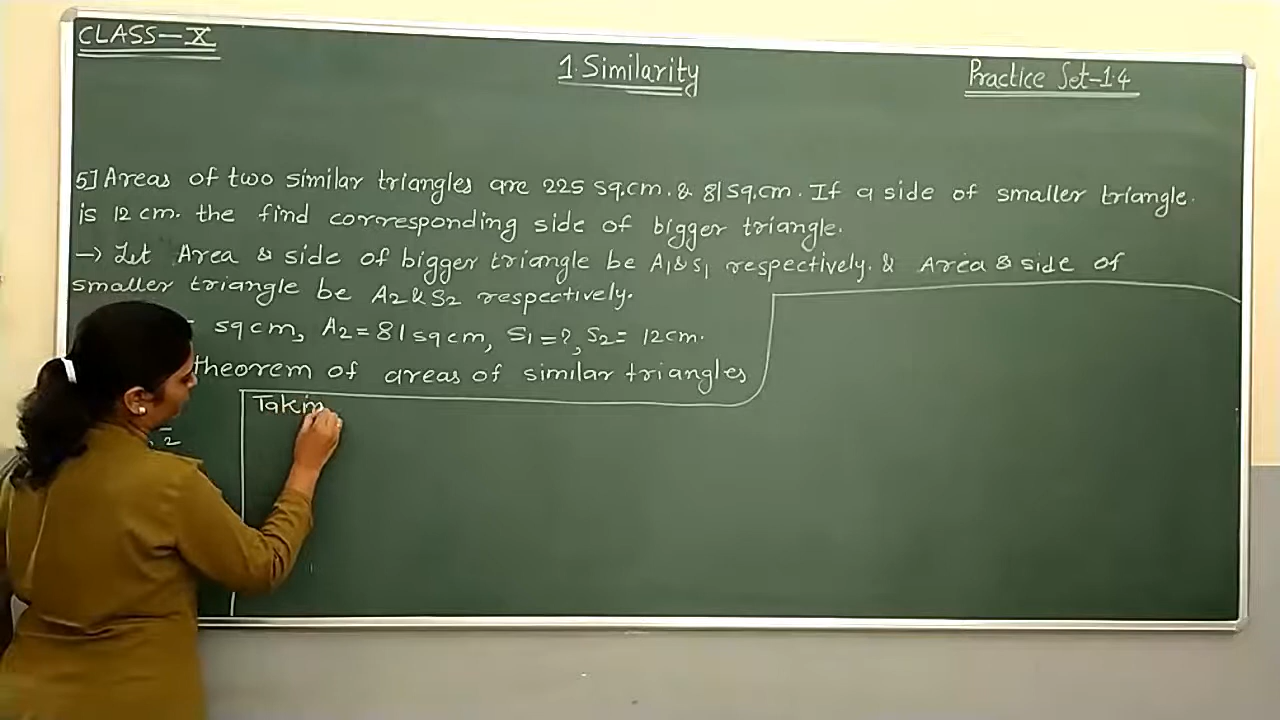 CLASS-X
1. Similarity
Practice Set-1.4
5] Areas of two similar triangles are 225 sq.cm. & 81 sq.cm. If a side of smaller triangle.
is 12 cm. the find corresponding side of bigger triangle.
→ Let Area & side of bigger triangle be A1 & S1 respectively. & Area & side of
smaller triangle be A2 & S2 respectively.
sq cm, A2 = 81 sq cm, S1 = ?, S2 = 12 cm.
theorem of areas of similar triangles
Takin
2